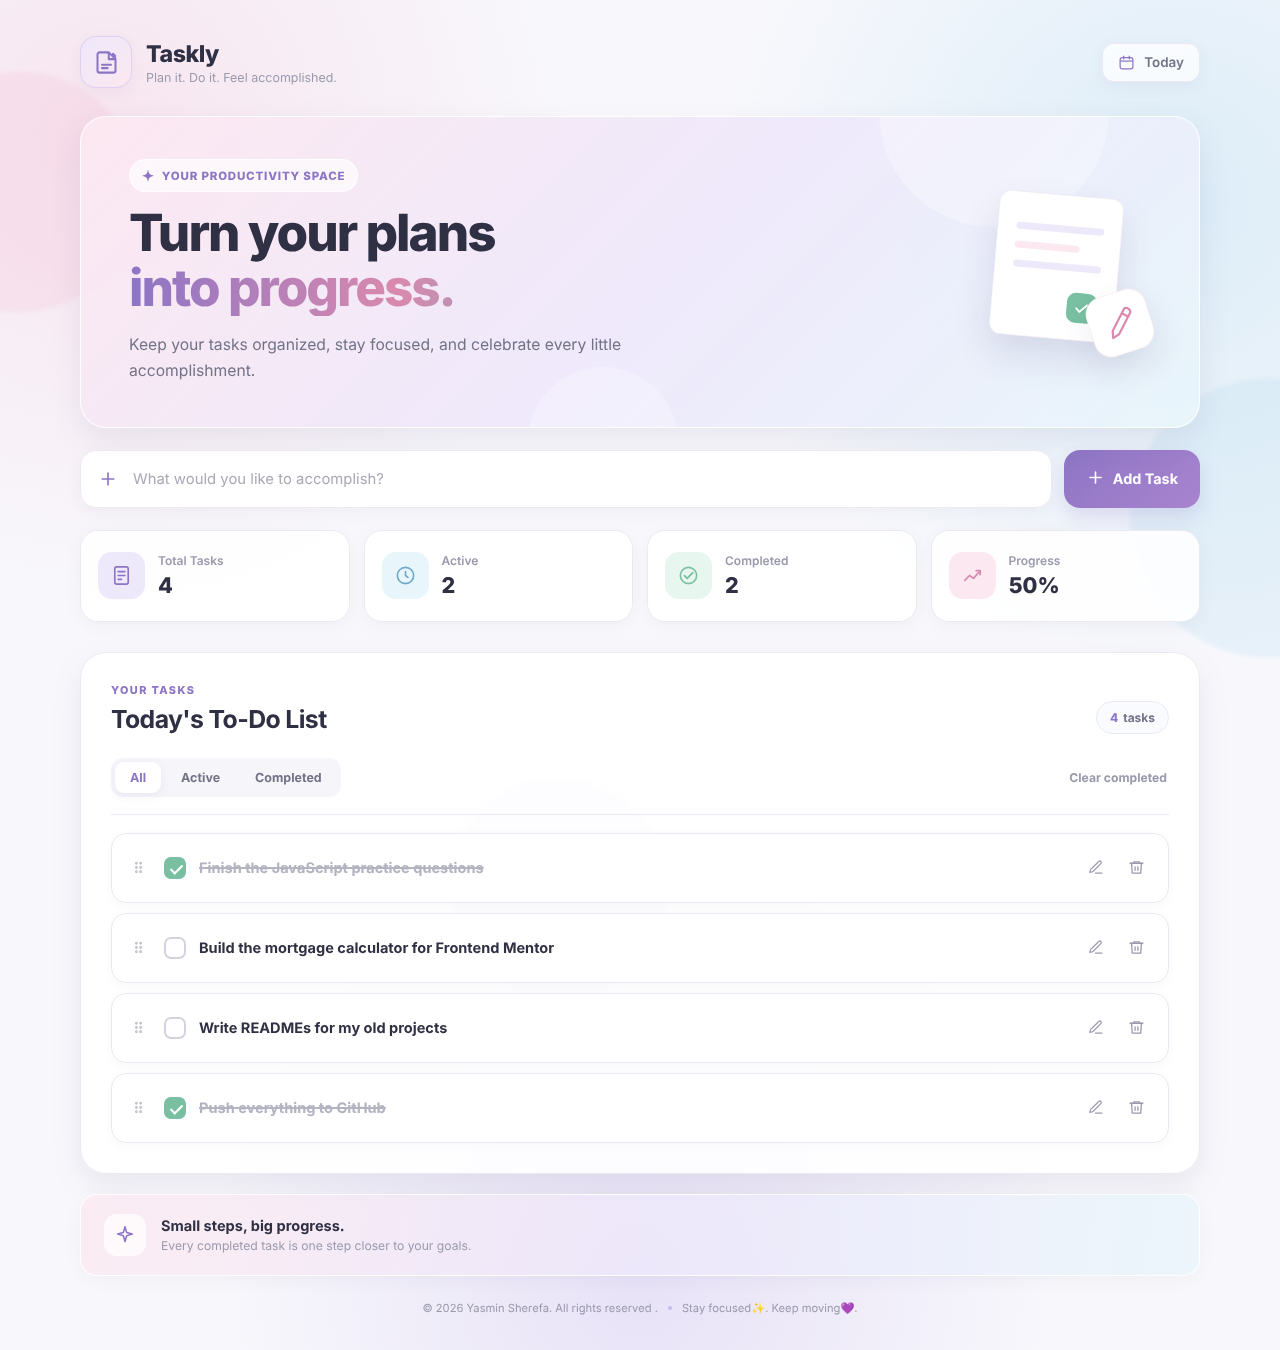 Taskly
Plan it. Do it. Feel accomplished.
Today
YOUR PRODUCTIVITY SPACE
Turn your plans
into progress.
Keep your tasks organized, stay focused, and celebrate every little
accomplishment.
What would you like to accomplish?
Add Task
Total Tasks
4
Active
2
Completed
2
Progress
50%
YOUR TASKS
Today's To-Do List
4 tasks
All
Active
Completed
Clear completed
Finish the JavaScript practice questions
Build the mortgage calculator for Frontend Mentor
Write READMEs for my old projects
Push everything to GitHub
Small steps, big progress.
Every completed task is one step closer to your goals.
© 2026 Yasmin Sherefa. All rights reserved . • Stay focused✨. Keep moving💜.